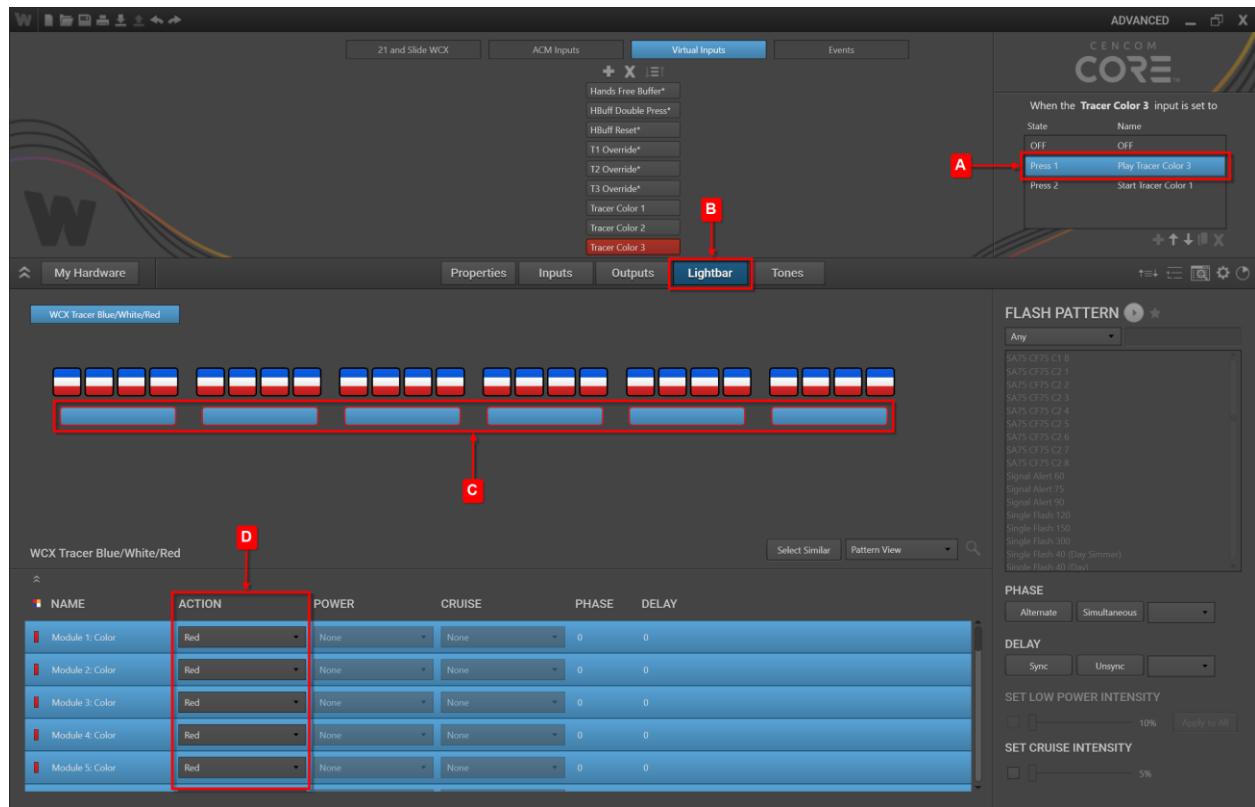 ADVANCED
21 and Slide WCX
ACM Inputs
Virtual Inputs
Events
Hands Free Buffer*
HBuff Double Press*
HBuff Reset*
T1 Override*
T2 Override*
T3 Override*
Tracer Color 1
Tracer Color 2
Tracer Color 3
CENCOM
CORE
When the Tracer Color 3 input is set to
State Name
OFF OFF
Press 1 Play Tracer Color 3
Press 2 Start Tracer Color 1
A
B
My Hardware
Properties
Inputs
Outputs
Lightbar
Tones
WCX Tracer Blue/White/Red
C
D
WCX Tracer Blue/White/Red
Select Similar
Pattern View
NAME ACTION POWER CRUISE PHASE DELAY
Module 1: Color Red None None 0 0
Module 2: Color Red None None 0 0
Module 3: Color Red None None 0 0
Module 4: Color Red None None 0 0
Module 5: Color Red None None 0 0
FLASH PATTERN
Any
SA75 CF75 C1 8
SA75 CF75 C2 1
SA75 CF75 C2 2
SA75 CF75 C2 3
SA75 CF75 C2 4
SA75 CF75 C2 5
SA75 CF75 C2 6
SA75 CF75 C2 7
SA75 CF75 C2 8
Signal Alert 60
Signal Alert 75
Signal Alert 90
Single Flash 120
Single Flash 150
Single Flash 300
Single Flash 40 (Day Simmer)
Single Flash 40 (Day)
PHASE
Alternate
Simultaneous
DELAY
Sync
Unsync
SET LOW POWER INTENSITY
10%
Apply to All
SET CRUISE INTENSITY
5%